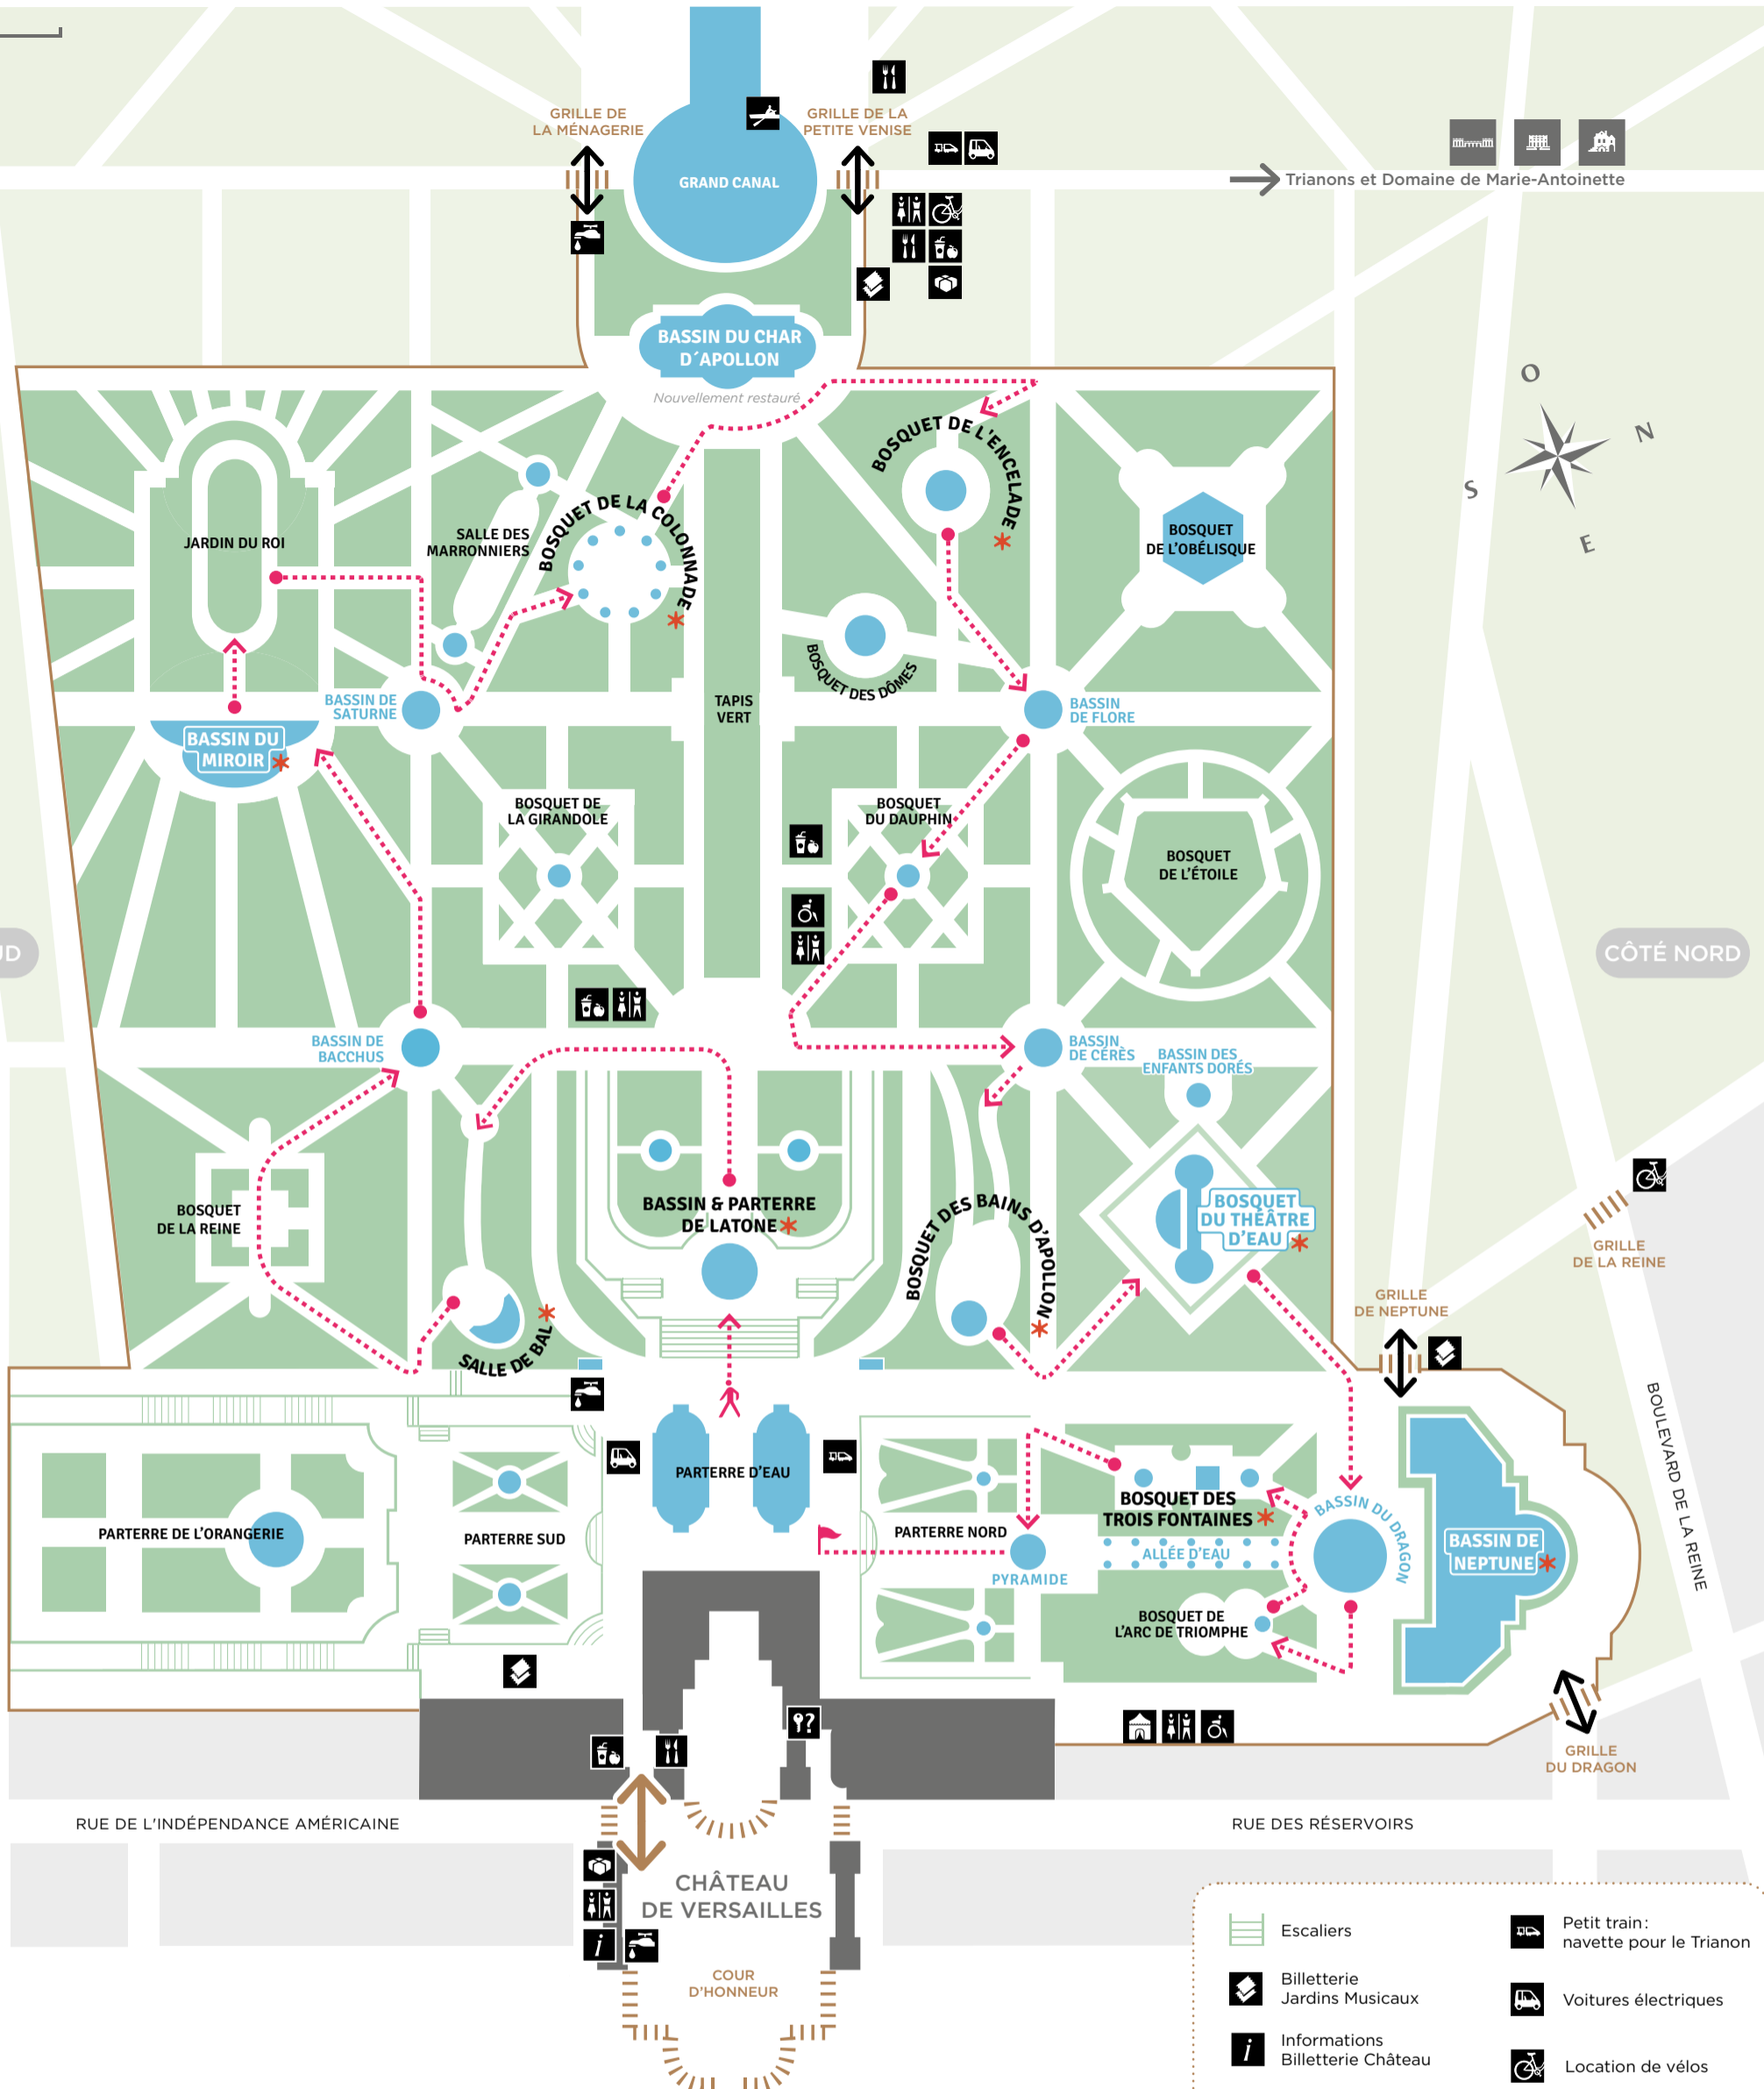 GRILLE DE
LA MÉNAGERIE
GRILLE DE LA
PETITE VENISE
GRAND CANAL
Trianons et Domaine de Marie-Antoinette
BASSIN DU CHAR
D´APOLLON
Nouvellement restauré
O
N
S
E
BOSQUET DE L'ENCELADE
JARDIN DU ROI
SALLE DES
MARRONNIERS
BOSQUET DE LA COLONNADE
BOSQUET
DE L'OBÉLISQUE
BOSQUET DES DÔMES
BASSIN DE
SATURNE
TAPIS
VERT
BASSIN
DE FLORE
BASSIN DU
MIROIR
BOSQUET DE
LA GIRANDOLE
BOSQUET
DU DAUPHIN
BOSQUET
DE L'ÉTOILE
UD
CÔTÉ NORD
BASSIN DE
BACCHUS
BASSIN
DE CÉRÈS
BASSIN DES
ENFANTS DORÉS
BOSQUET
DE LA REINE
BASSIN & PARTERRE
DE LATONE
BOSQUET DES BAINS D'APOLLON
BOSQUET
DU THÉÂTRE
D'EAU
GRILLE
DE LA REINE
GRILLE
DE NEPTUNE
SALLE DE BAL
BOULEVARD DE LA REINE
PARTERRE D'EAU
PARTERRE DE L'ORANGERIE
PARTERRE SUD
PARTERRE NORD
BOSQUET DES
TROIS FONTAINES
BASSIN DU DRAGON
BASSIN DE
NEPTUNE
ALLÉE D'EAU
PYRAMIDE
BOSQUET DE
L'ARC DE TRIOMPHE
?
GRILLE
DU DRAGON
RUE DE L'INDÉPENDANCE AMÉRICAINE
RUE DES RÉSERVOIRS
CHÂTEAU
DE VERSAILLES
i
COUR
D'HONNEUR
Escaliers
Billetterie
Jardins Musicaux
i
Informations
Billetterie Château
Petit train :
navette pour le Trianon
Voitures électriques
Location de vélos